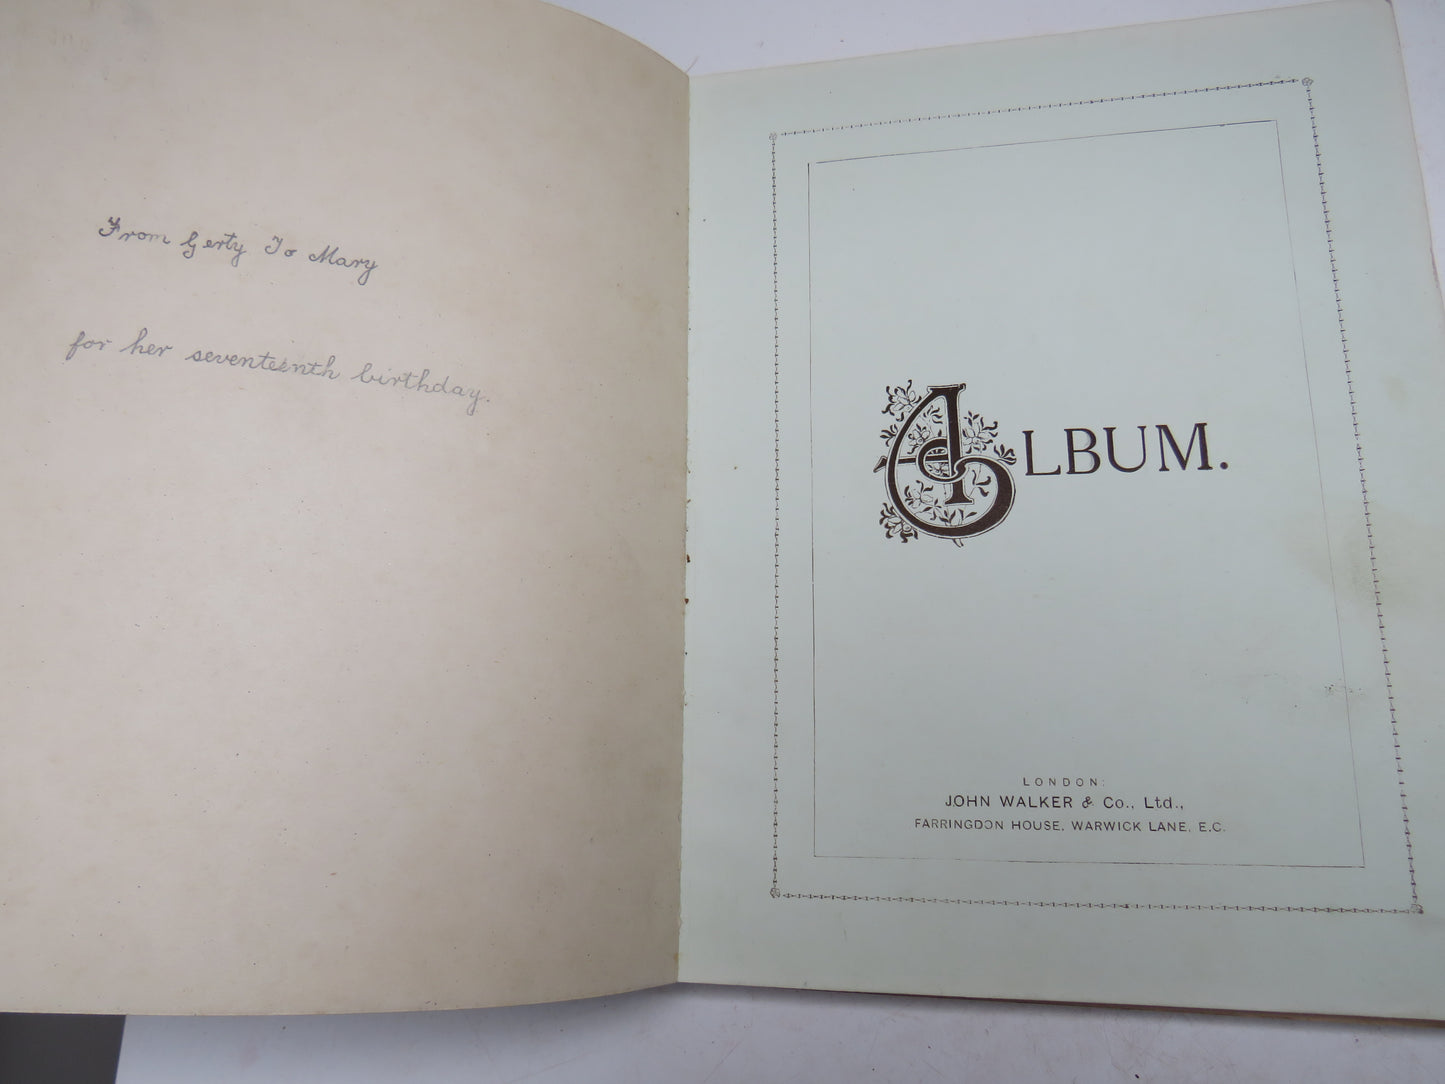 From Gerty To Mary
for her seventeenth birthday.
ALBUM.
LONDON:
JOHN WALKER & Co., Ltd.,
FARRINGDON HOUSE, WARWICK LANE, E.C.